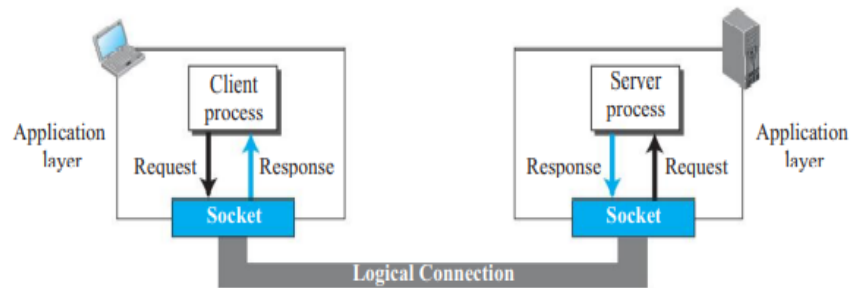 Client
process
Application
layer
Request
Response
Socket
Server
process
Application
layer
Response
Request
Socket
Logical Connection